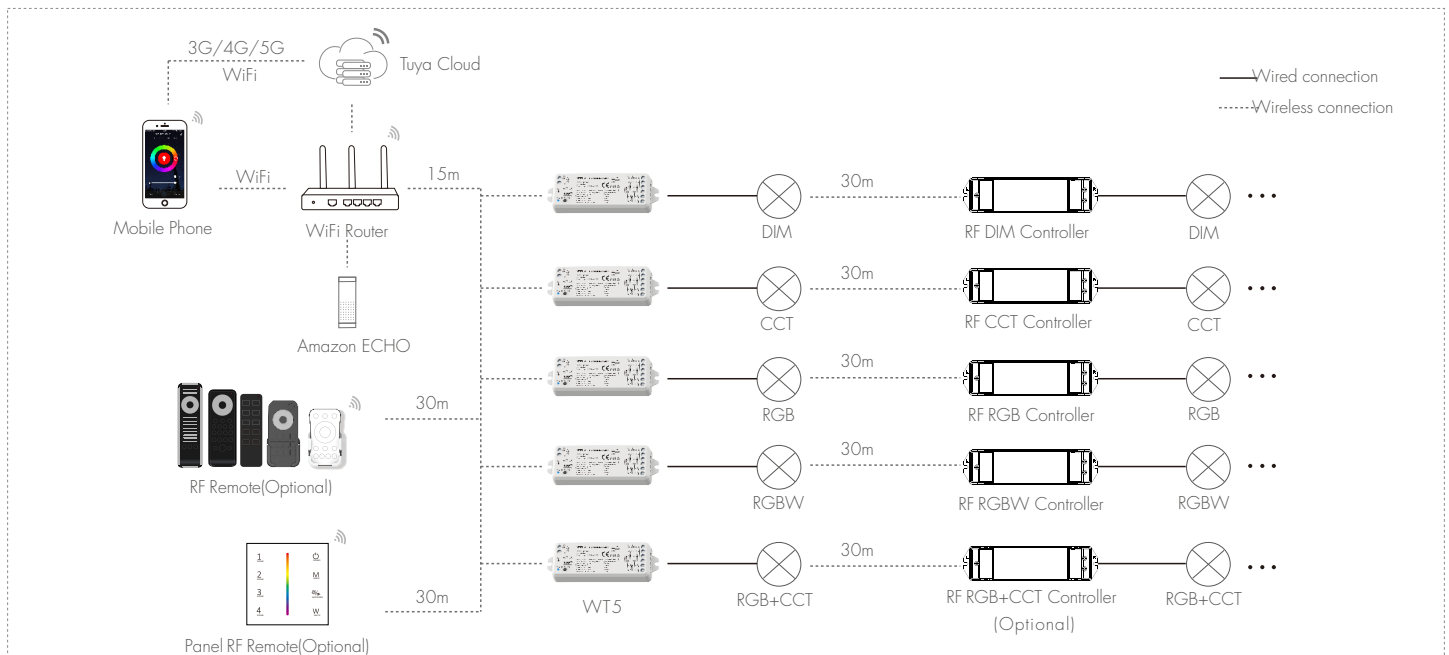 3G/4G/5G
WiFi
Tuya Cloud
Wired connection
Wireless connection
WiFi
15m
Mobile Phone
WiFi Router
Amazon ECHO
30m
DIM
RF DIM Controller
DIM
30m
CCT
RF CCT Controller
CCT
30m
RGB
RF RGB Controller
RGB
30m
RGBW
RF RGBW Controller
RGBW
30m
WT5
RGB+CCT
RF RGB+CCT Controller
(Optional)
RGB+CCT
30m
RF Remote(Optional)
1
2
3
4
M
W
30m
Panel RF Remote(Optional)